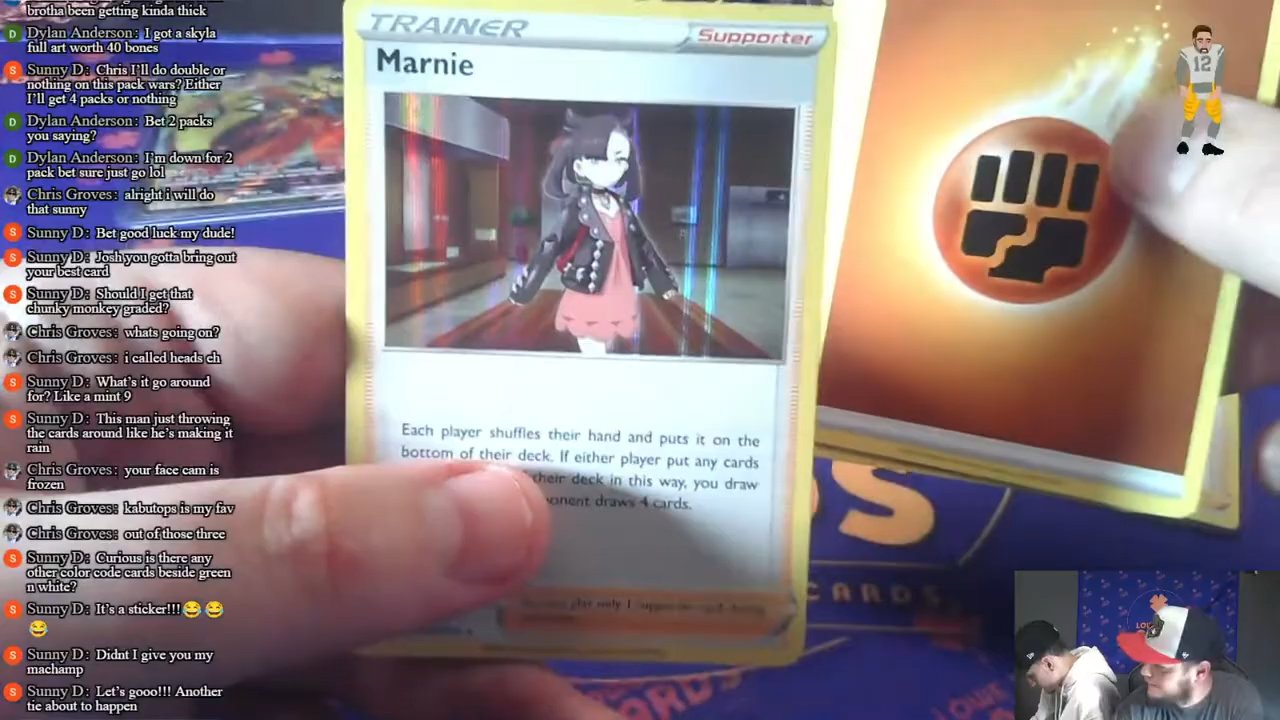 brotha been getting kinda thick
D Dylan Anderson: I got a skyla
full art worth 40 bones
S Sunny D: Chris I'll do double or
nothing on this pack wars? Either
I'll get 4 packs or nothing
D Dylan Anderson: Bet 2 packs
you saying?
D Dylan Anderson: I'm down for 2
pack bet sure just go lol
Chris Groves: alright i will do
that sunny
S Sunny D: Bet good luck my dude!
S Sunny D: Josh you gotta bring out
your best card
S Sunny D: Should I get that
chunky monkey graded?
Chris Groves: whats going on?
Chris Groves: i called heads eh
S Sunny D: What's it go around
for? Like a mint 9
S Sunny D: This man just throwing
the cards around like he's making it
rain
Chris Groves: your face cam is
frozen
Chris Groves: kabutops is my fav
Chris Groves: out of those three
S Sunny D: Curious is there any
other color code cards beside green
n white?
S Sunny D: It's a sticker!!!😂😂
😂
S Sunny D: Didnt I give you my
machamp
S Sunny D: Let's gooo!!! Another
tie about to happen
TRAINER
Supporter
Marnie
Each player shuffles their hand and puts it on the
bottom of their deck. If either player put any cards
their deck in this way, you draw
draws 4 cards.
12
CARDS
CARDS